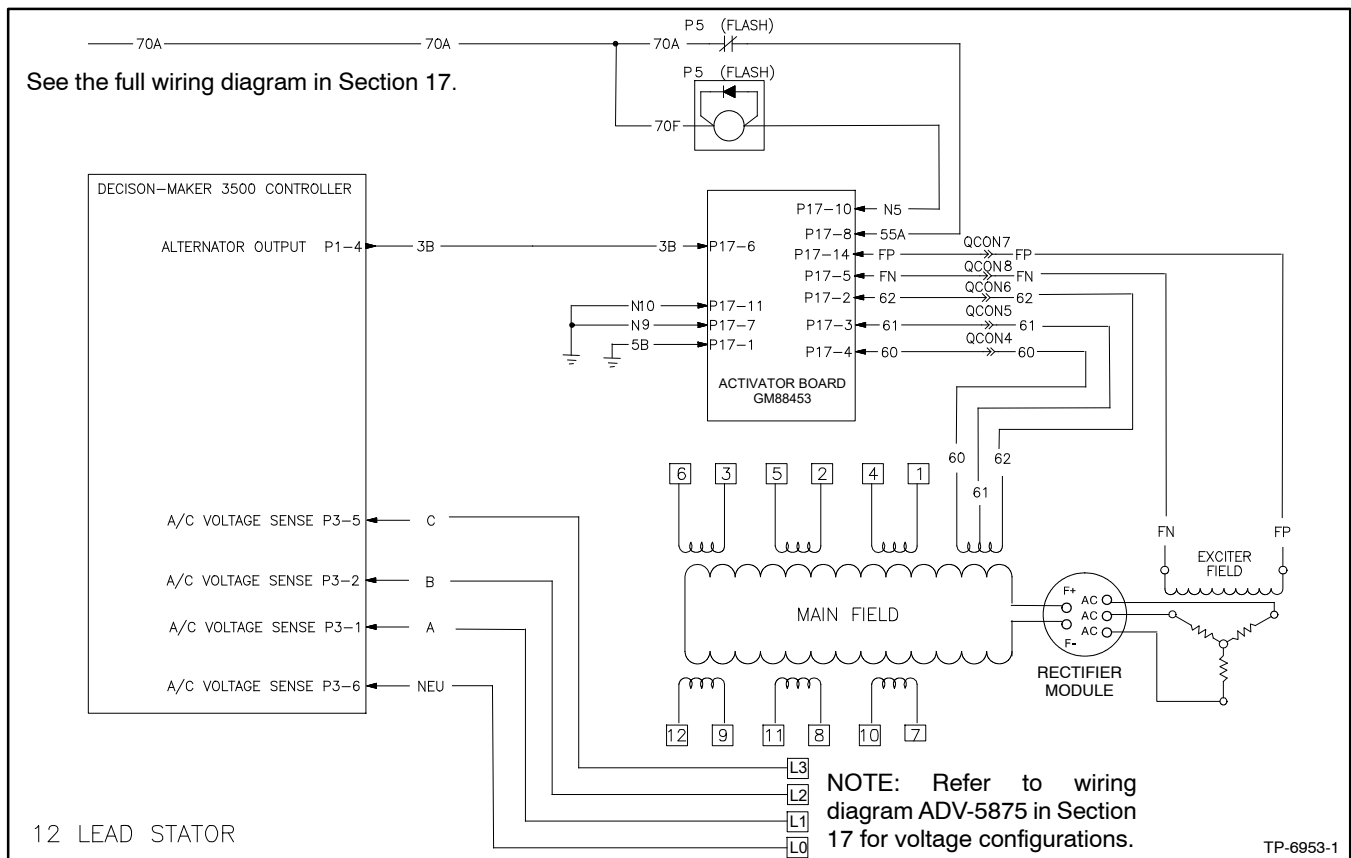 P5 (FLASH)
70A 70A 70A
See the full wiring diagram in Section 17.
P5 (FLASH)
70F
DECISON-MAKER 3500 CONTROLLER
P17-10 N5
P17-8 55A
ALTERNATOR OUTPUT P1-4 3B 3B P17-6
QCON7
P17-14 FP FP
QCON8
P17-5 FN FN
QCON6
N10 P17-11
P17-2 62 62
QCON5
N9 P17-7
P17-3 61 61
QCON4
5B P17-1
P17-4 60 60
ACTIVATOR BOARD
GM88453
60 62
61
6 3 5 2 4 1
A/C VOLTAGE SENSE P3-5 C
FN FP
EXCITER
FIELD
A/C VOLTAGE SENSE P3-2 B
F+ AC
MAIN FIELD
AC
A/C VOLTAGE SENSE P3-1 A
AC
F-
RECTIFIER
MODULE
A/C VOLTAGE SENSE P3-6 NEU
12 9 11 8 10 7
L3
L2
L1
L0
NOTE: Refer to wiring
diagram ADV-5875 in Section
17 for voltage configurations.
12 LEAD STATOR
TP-6953-1